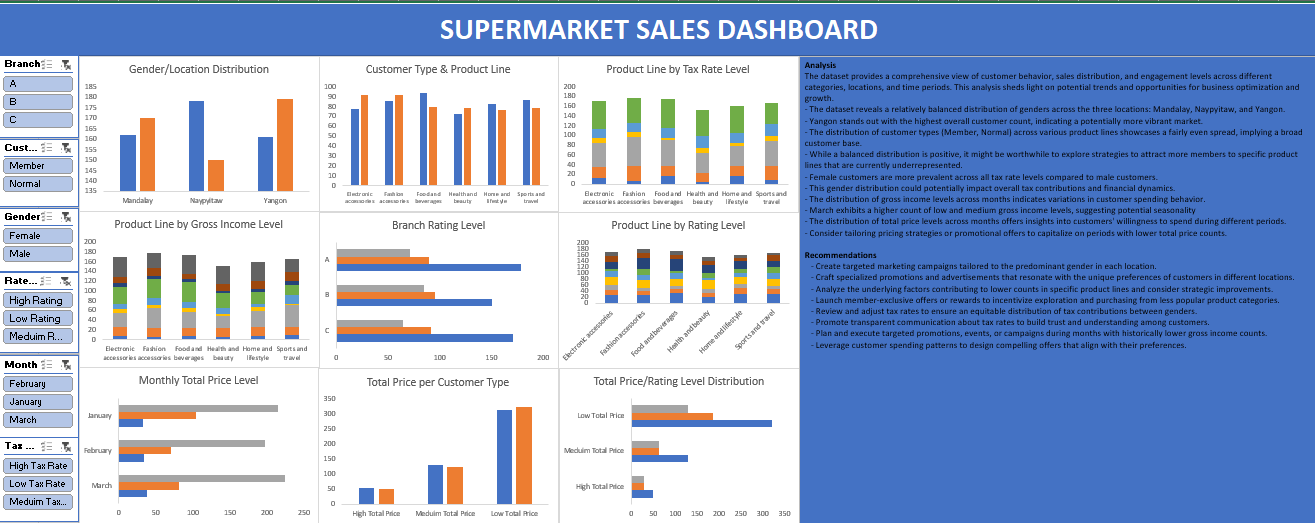 SUPERMARKET SALES DASHBOARD
Branch
A
B
C
Cust...
Member
Normal
Gender
Female
Male
Rate...
High Rating
Low Rating
Meduim R...
Month
February
January
March
Tax ...
High Tax Rate
Low Tax Rate
Meduim Tax...
Gender/Location Distribution
185
180
175
170
165
160
155
150
145
140
135
Mandalay Naypyitaw Yangon
Customer Type & Product Line
100
90
80
70
60
50
40
30
20
10
0
Electronic accessories Fashion accessories Food and beverages Health and beauty Home and lifestyle Sports and travel
Product Line by Tax Rate Level
200
180
160
140
120
100
80
60
40
20
0
Electronic accessories Fashion accessories Food and beverages Health and beauty Home and lifestyle Sports and travel
Product Line by Gross Income Level
200
180
160
140
120
100
80
60
40
20
0
Electronic accessories Fashion accessories Food and beverages Health and beauty Home and lifestyle Sports and travel
Branch Rating Level
A
B
C
0 50 100 150 200
Product Line by Rating Level
200
180
160
140
120
100
80
60
40
20
0
Electronic accessories Fashion accessories Food and beverages Health and beauty Home and lifestyle Sports and travel
Monthly Total Price Level
January
February
March
0 50 100 150 200 250
Total Price per Customer Type
350
300
250
200
150
100
50
0
High Total Price Meduim Total Price Low Total Price
Total Price/Rating Level Distribution
Low Total Price
Meduim Total Price
High Total Price
0 50 100 150 200 250 300 350
Analysis
The dataset provides a comprehensive view of customer behavior, sales distribution, and engagement levels across different
categories, locations, and time periods. This analysis sheds light on potential trends and opportunities for business optimization and
growth.
- The dataset reveals a relatively balanced distribution of genders across the three locations: Mandalay, Naypyitaw, and Yangon.
- Yangon stands out with the highest overall customer count, indicating a potentially more vibrant market.
- The distribution of customer types (Member, Normal) across various product lines showcases a fairly even spread, implying a broad
customer base.
- While a balanced distribution is positive, it might be worthwhile to explore strategies to attract more members to specific product
lines that are currently underrepresented.
- Female customers are more prevalent across all tax rate levels compared to male customers.
- This gender distribution could potentially impact overall tax contributions and financial dynamics.
- The distribution of gross income levels across months indicates variations in customer spending behavior.
- March exhibits a higher count of low and medium gross income levels, suggesting potential seasonality
- The distribution of total price levels across months offers insights into customers' willingness to spend during different periods.
- Consider tailoring pricing strategies or promotional offers to capitalize on periods with lower total price counts.
Recommendations
- Create targeted marketing campaigns tailored to the predominant gender in each location.
- Craft specialized promotions and advertisements that resonate with the unique preferences of customers in different locations.
- Analyze the underlying factors contributing to lower counts in specific product lines and consider strategic improvements.
- Launch member-exclusive offers or rewards to incentivize exploration and purchasing from less popular product categories.
- Review and adjust tax rates to ensure an equitable distribution of tax contributions between genders.
- Promote transparent communication about tax rates to build trust and understanding among customers.
- Plan and execute targeted promotions, events, or campaigns during months with historically lower gross income counts.
- Leverage customer spending patterns to design compelling offers that align with their preferences.